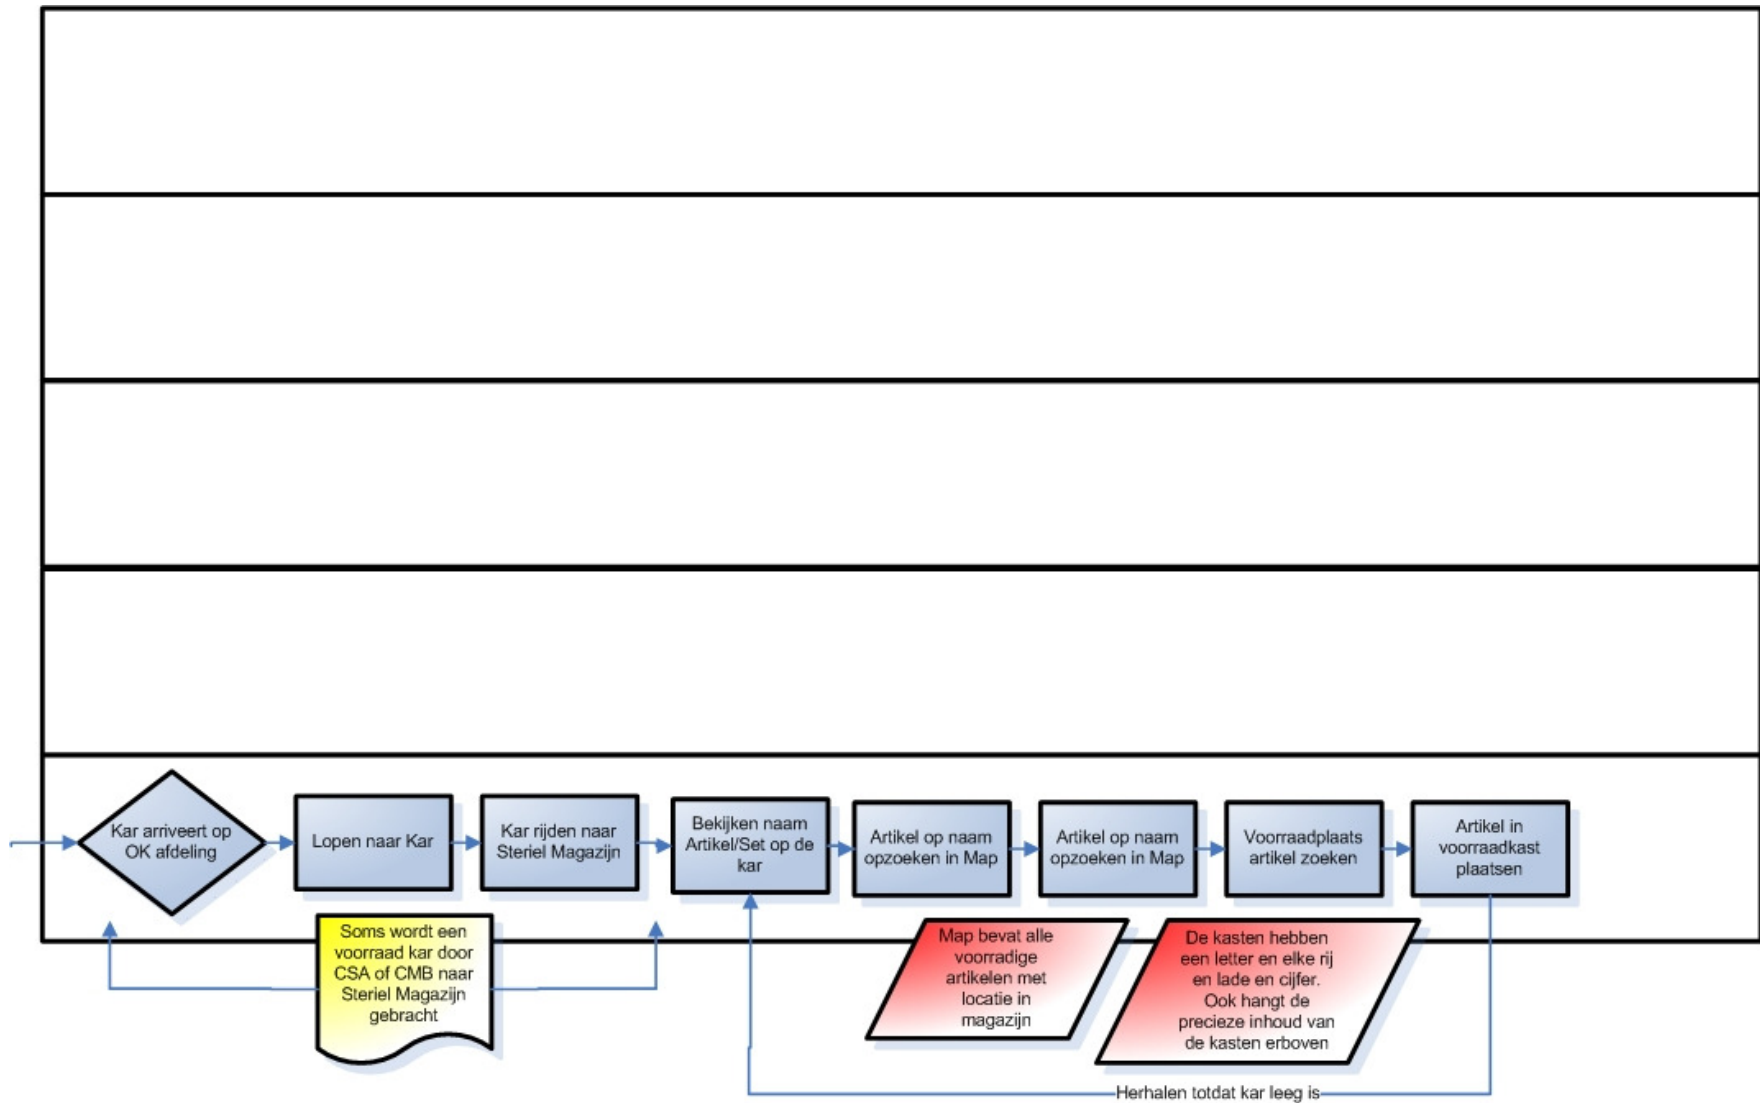 Kar arriveert op
OK afdeling
Lopen naar Kar
Kar rijden naar
Steriel Magazijn
Bekijken naam
Artikel/Set op de
kar
Artikel op naam
opzoeken in Map
Artikel op naam
opzoeken in Map
Voorraadplaats
artikel zoeken
Artikel in
voorraadkast
plaatsen
Soms wordt een
voorraad kar door
CSA of CMB naar
Steriel Magazijn
gebracht
Map bevat alle
voorradige
artikelen met
locatie in
magazijn
De kasten hebben
een letter en elke rij
en lade en cijfer.
Ook hangt de
precieze inhoud van
de kasten erboven
Herhalen totdat kar leeg is